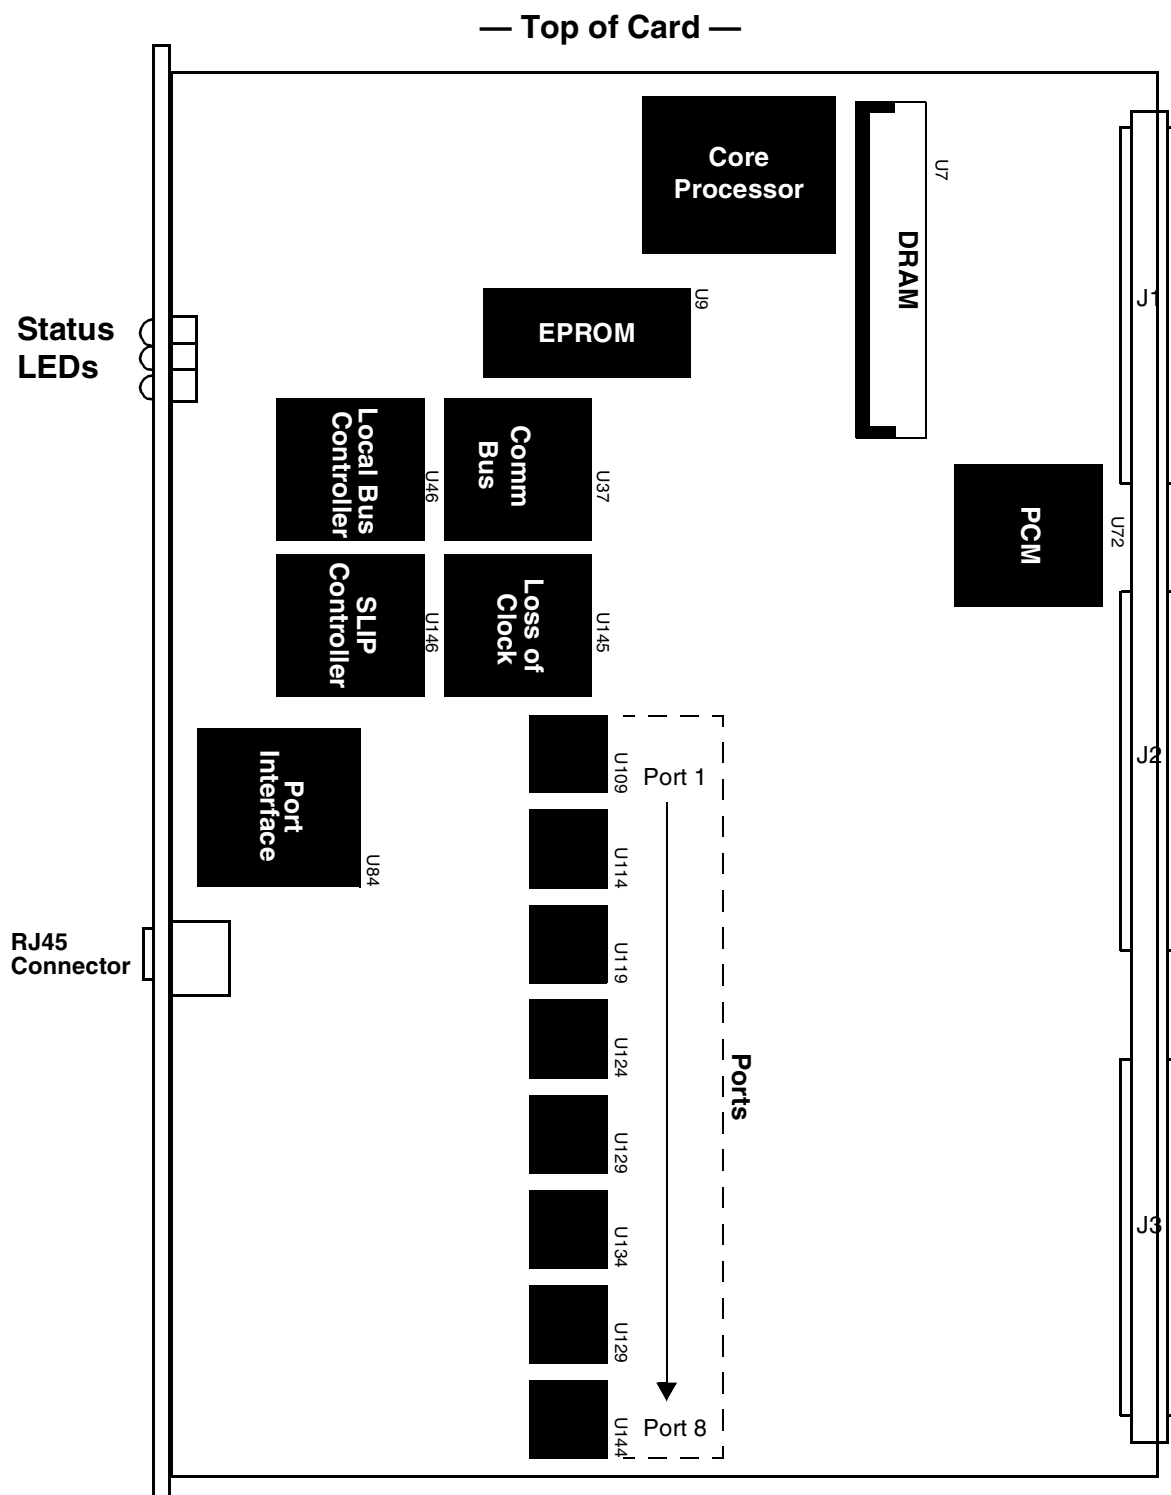 — Top of Card —
Core
Processor
U7
DRAM
J1
U9
EPROM
Status
LEDs
Local Bus
Controller
U46
Comm
Bus
U37
PCM
U72
SLIP
Controller
U146
Loss of
Clock
U145
Port
Interface
U84
U109
Port 1
J2
U114
RJ45
Connector
U119
U124
Ports
U129
U134
J3
U129
U144
Port 8